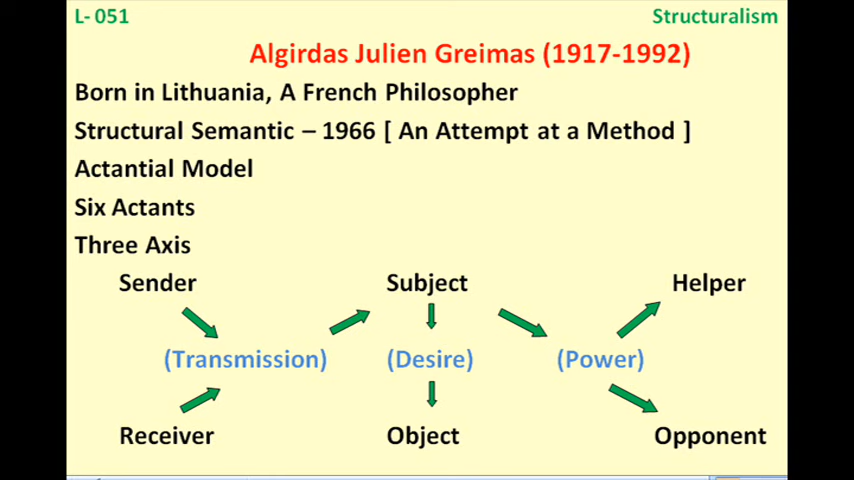 L- 051 Structuralism
Algirdas Julien Greimas (1917-1992)
Born in Lithuania, A French Philosopher
Structural Semantic – 1966 [ An Attempt at a Method ]
Actantial Model
Six Actants
Three Axis
Sender Subject Helper
(Transmission) (Desire) (Power)
Receiver Object Opponent